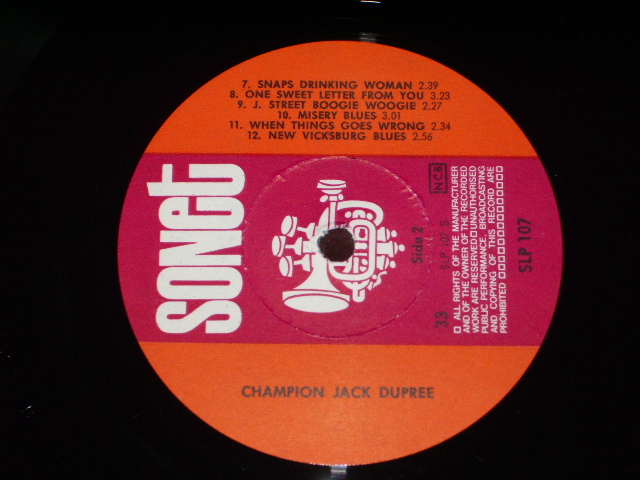 7. SNAPS DRINKING WOMAN 2.39
8. ONE SWEET LETTER FROM YOU 3.23
9. J. STREET BOOGIE WOOGIE 2.27
10. MISERY BLUES 3.01
11. WHEN THINGS GOES WRONG 2.34
12. NEW VICKSBURG BLUES 2.56
sonet
Side 2
NCB
SLP 107 B
33
□ ALL RIGHTS OF THE MANUFACTURER
AND OF THE OWNER OF THE RECORDED
WORK ARE RESERVED □ UNAUTHORISED
PUBLIC PERFORMANCE, BROADCASTING
AND COPYING OF THIS RECORD ARE
PROHIBITED □□□□□□□□□□□□
SLP 107
CHAMPION JACK DUPREE